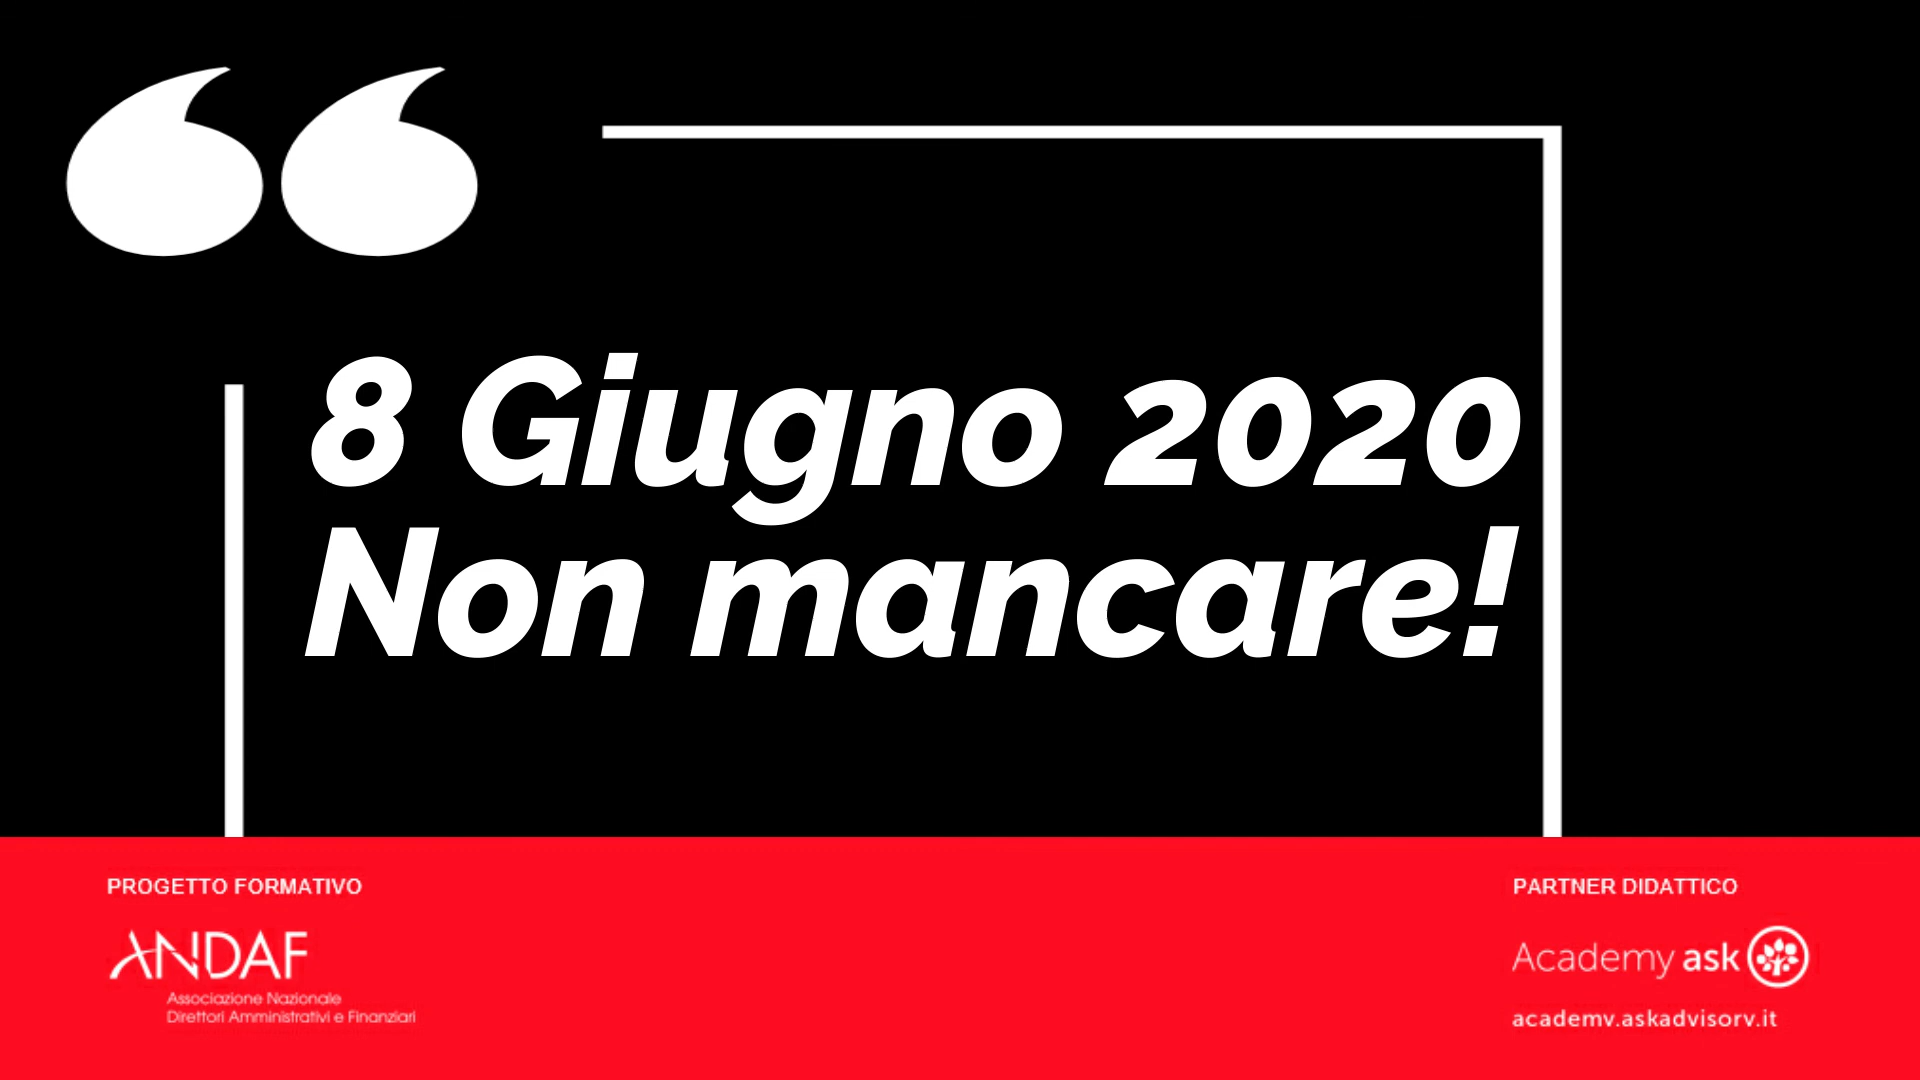 “
8 Giugno 2020
Non mancare!
PROGETTO FORMATIVO
ANDAF
Associazione Nazionale
Direttori Amministrativi e Finanziari
PARTNER DIDATTICO
Academy ask
academy.askadvisory.it